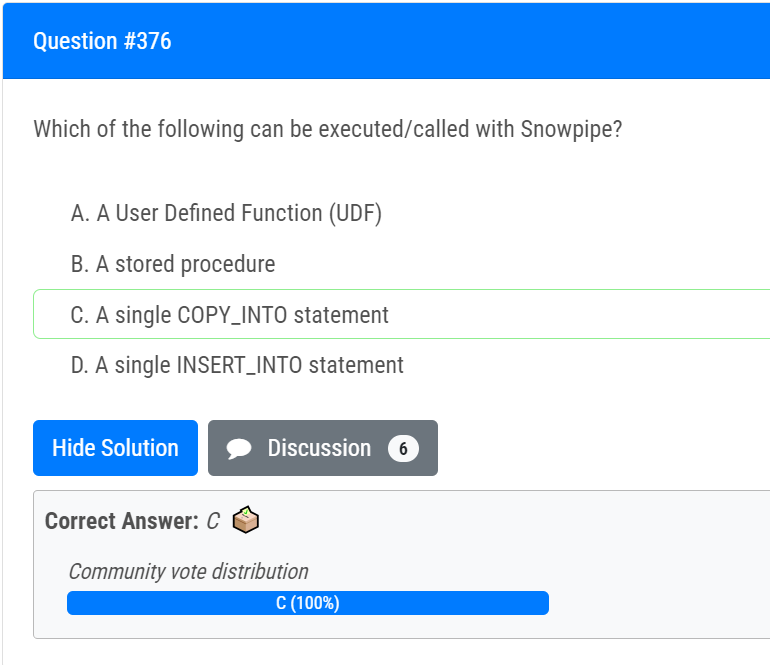 Question #376
Which of the following can be executed/called with Snowpipe?
A. A User Defined Function (UDF)
B. A stored procedure
C. A single COPY_INTO statement
D. A single INSERT_INTO statement
Hide Solution
Discussion 6
Correct Answer: C
Community vote distribution
C (100%)